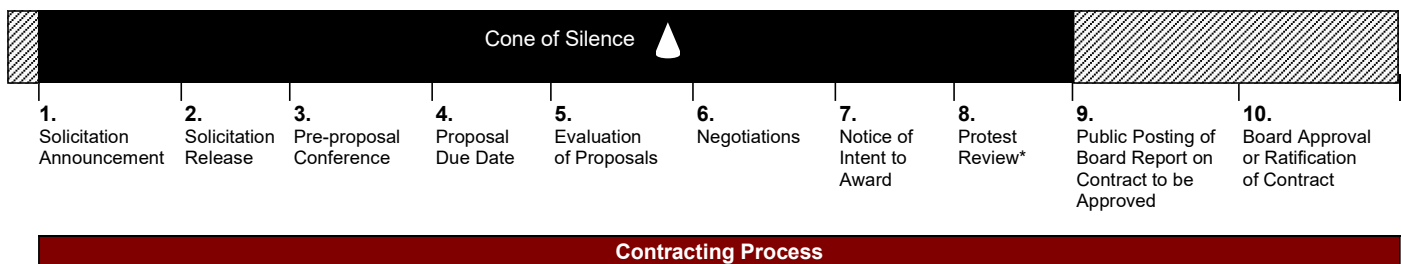 Cone of Silence
1.
Solicitation
Announcement
2.
Solicitation
Release
3.
Pre-proposal
Conference
4.
Proposal
Due Date
5.
Evaluation
of Proposals
6.
Negotiations
7.
Notice of
Intent to
Award
8.
Protest
Review*
9.
Public Posting of
Board Report on
Contract to be
Approved
10.
Board Approval
or Ratification
of Contract
Contracting Process